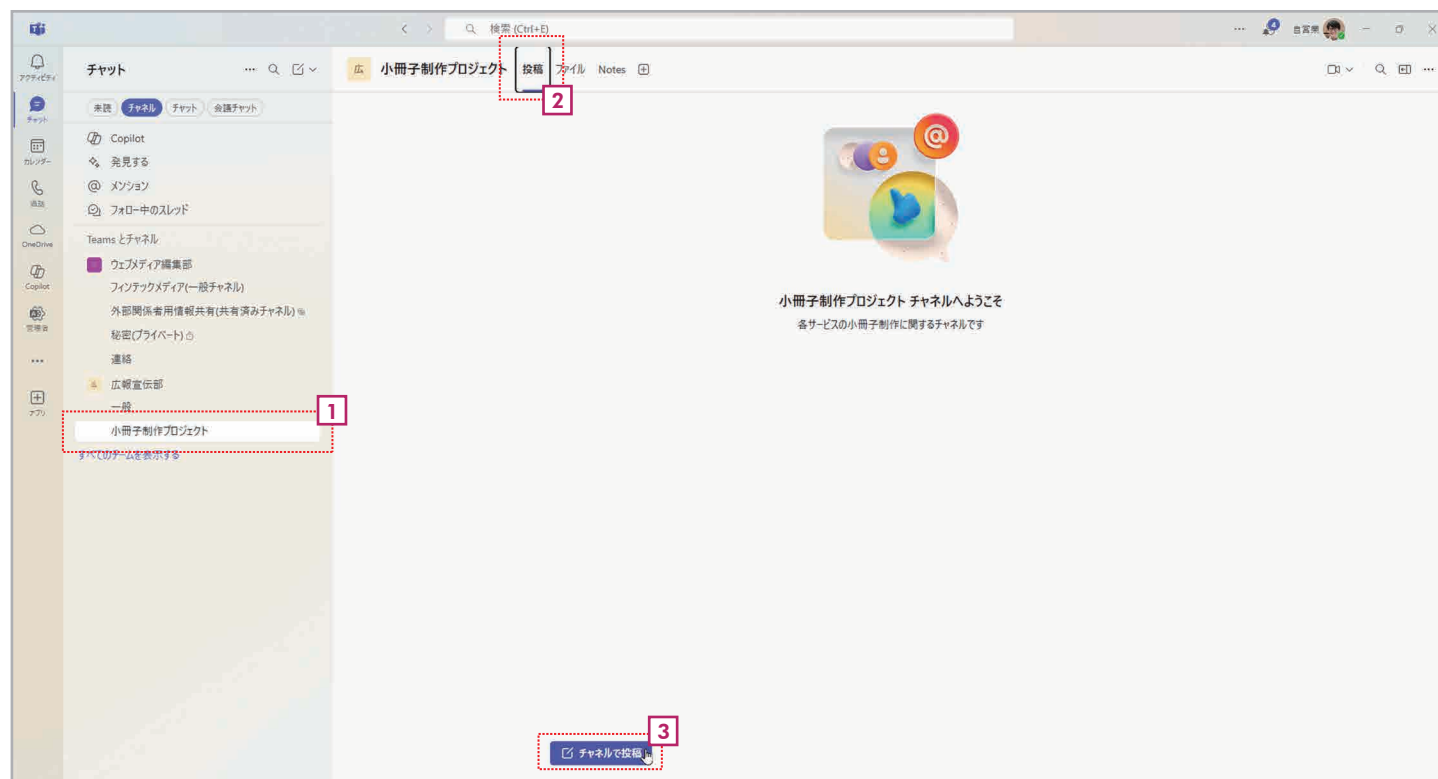 検索 (Ctrl+E)
アクティビティ
チャット
カレンダー
通話
OneDrive
Copilot
管理者
アプリ
チャット
未読 チャネル チャット 会議チャット
Copilot
発見する
@ メンション
フォロー中のスレッド
Teams とチャネル
ウェブメディア編集部
フィンテックメディア(一般チャネル)
外部関係者用情報共有(共有済みチャネル)
秘密(プライベート)
連絡
広 広報宣伝部
一般
小冊子制作プロジェクト
すべてのチームを表示する
1
広 小冊子制作プロジェクト 投稿 ファイル Notes
2
@
小冊子制作プロジェクト チャネルへようこそ
各サービスの小冊子制作に関するチャネルです
チャネルで投稿
3
4